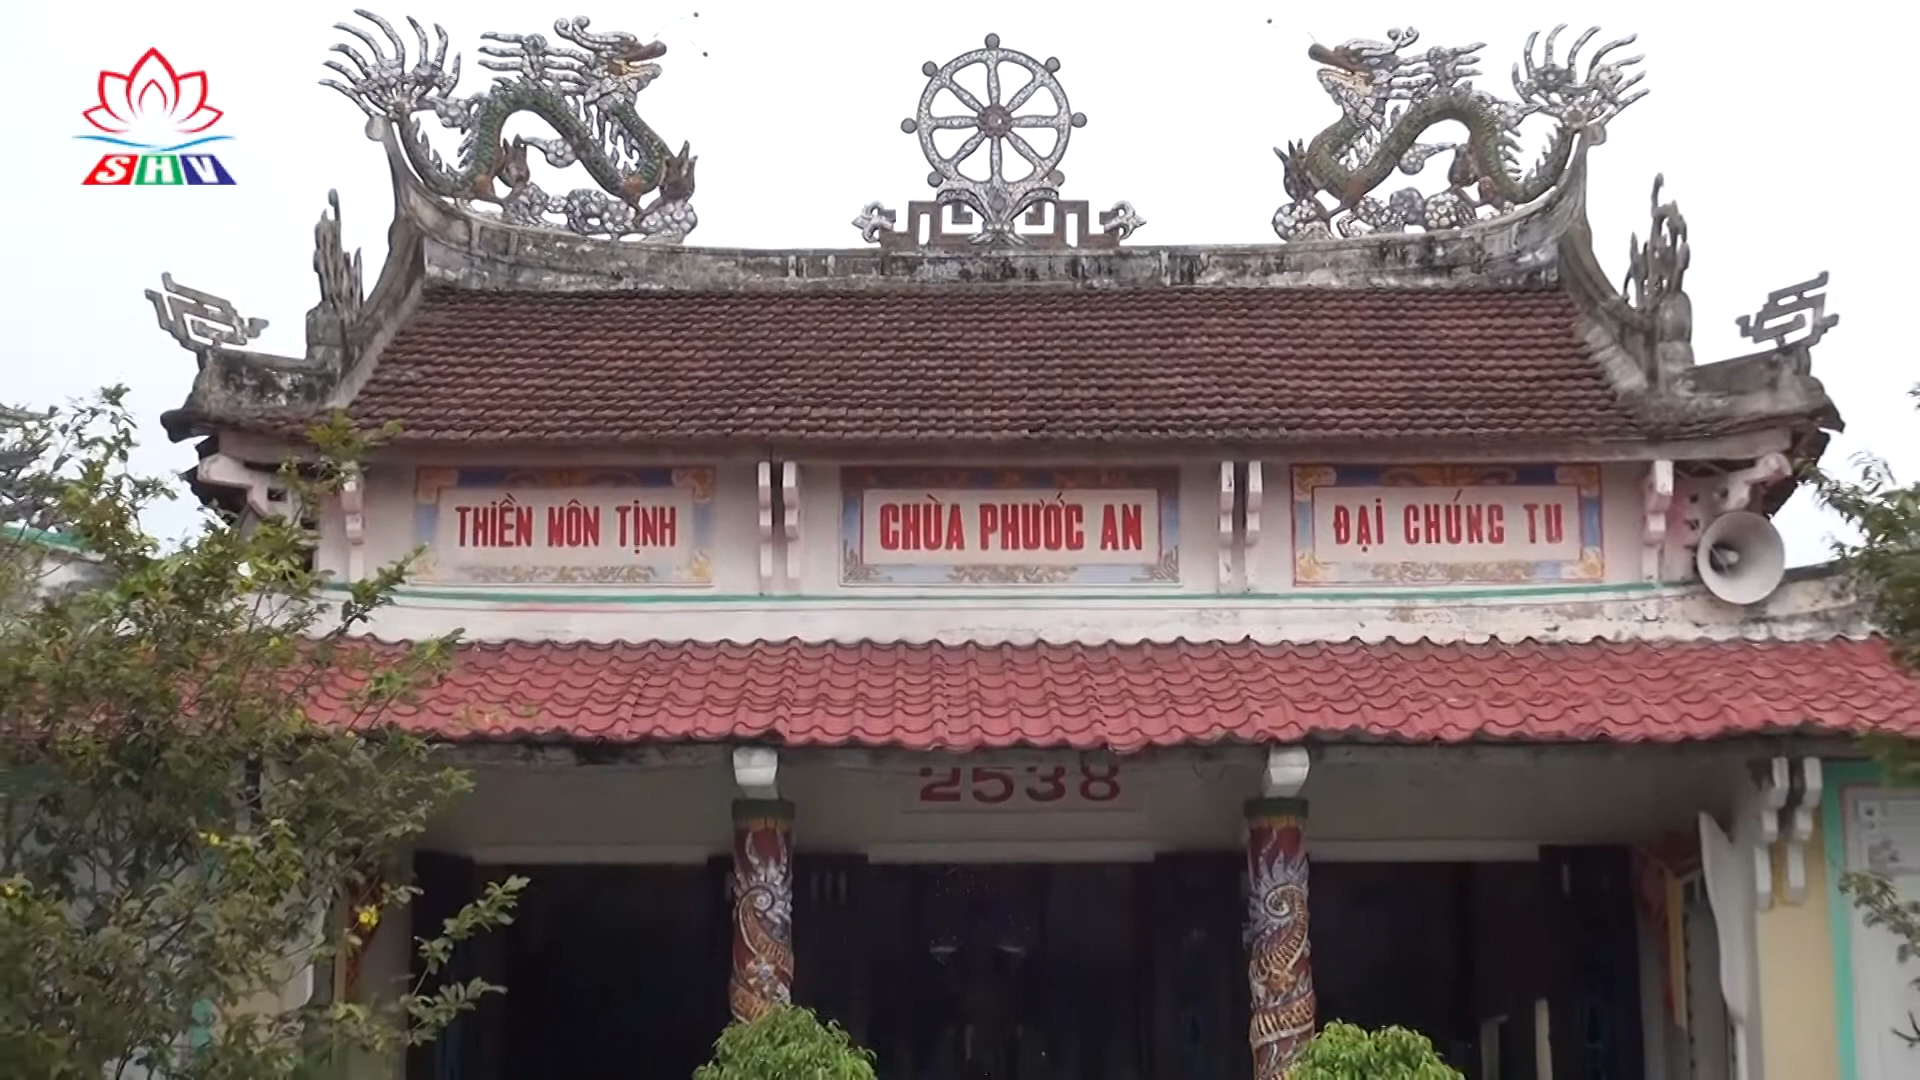 SHV
THIỀN MÔN TỊNH
CHÙA PHƯỚC AN
ĐẠI CHÚNG TU
2538